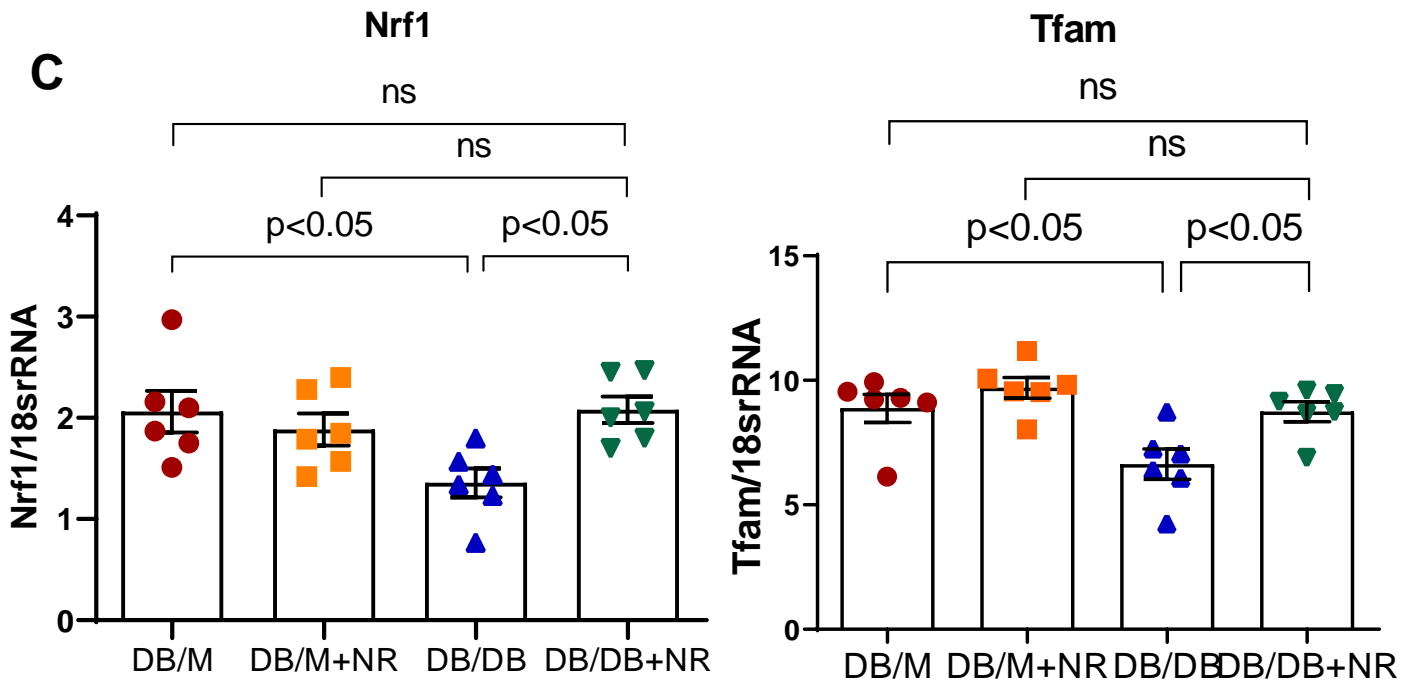 C
Nrf1
ns
ns
p<0.05 p<0.05
4
3
2
1
0
Nrf1/18srRNA
DB/M DB/M+NR DB/DB DB/DB+NR
Tfam
ns
ns
p<0.05 p<0.05
15
10
5
0
Tfam/18srRNA
DB/M DB/M+NR DB/DB DB/DB+NR